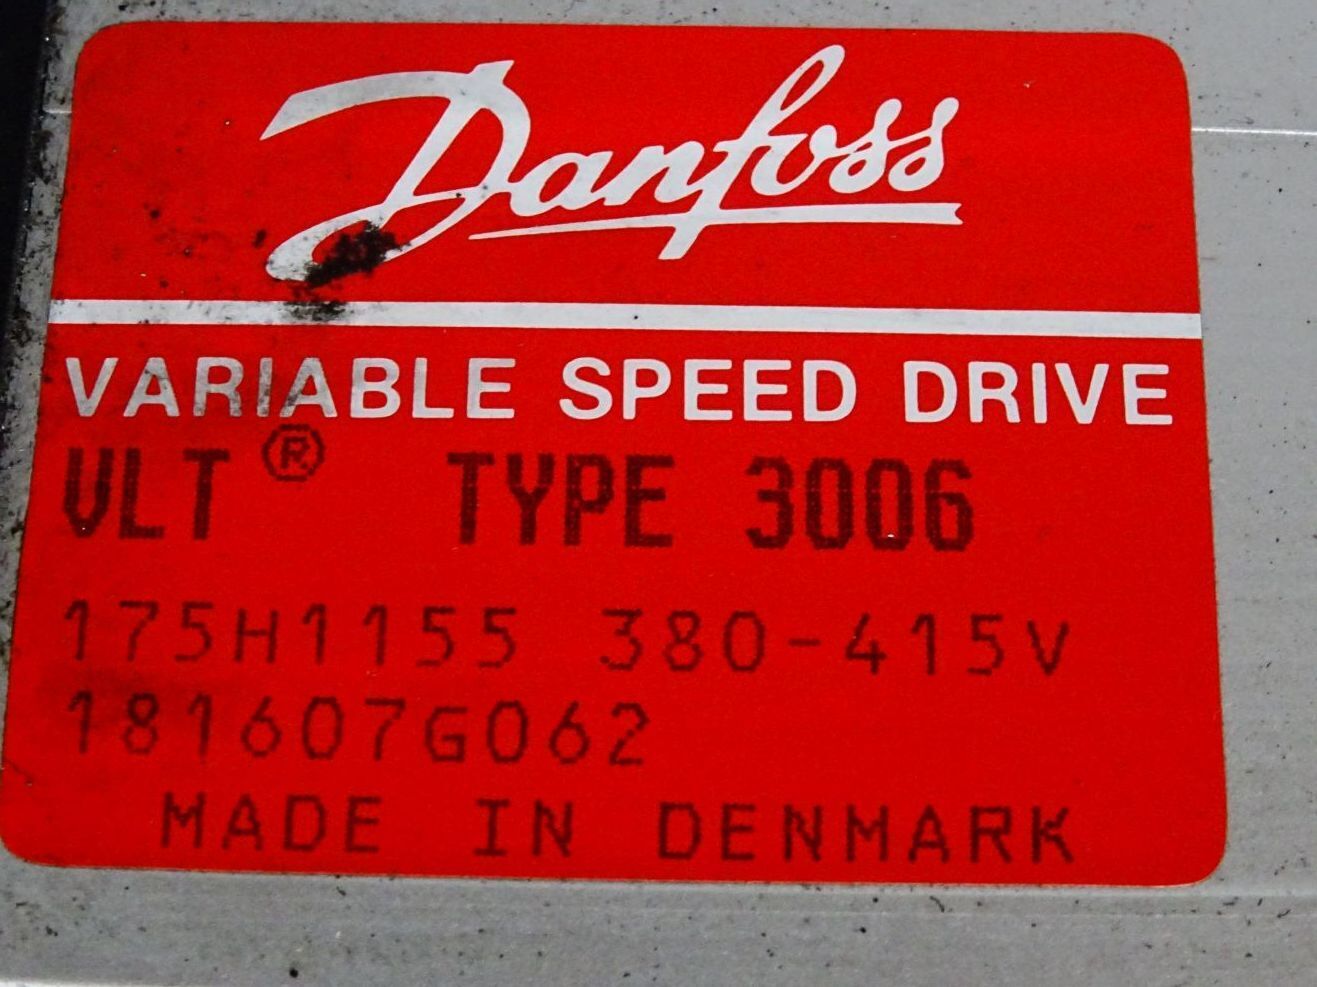 Danfoss
VARIABLE SPEED DRIVE
VLT® TYPE 3006
175H1155 380-415V
181607G062
MADE IN DENMARK